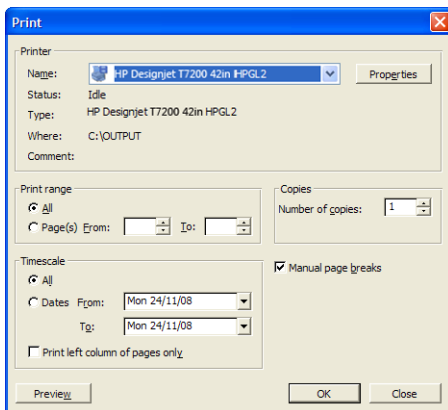 Print
Printer
Name: HP Designjet T7200 42in HPGL2 Properties
Status: Idle
Type: HP Designjet T7200 42in HPGL2
Where: C:\OUTPUT
Comment:
Print range
All
Page(s) From: To:
Copies
Number of copies: 1
Timescale
All
Dates From: Mon 24/11/08
To: Mon 24/11/08
Print left column of pages only
Manual page breaks
Preview OK Close